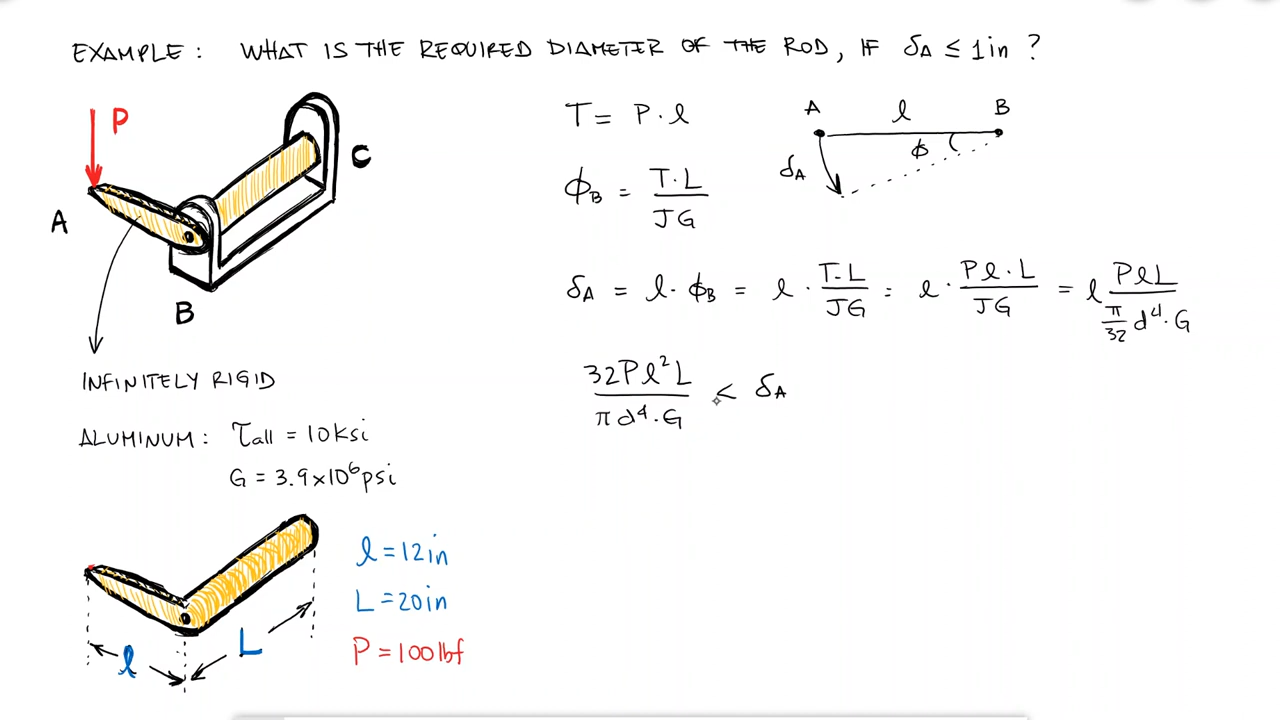 EXAMPLE: WHAT IS THE REQUIRED DIAMETER OF THE ROD, IF δA ≤ 1in ?
P
A
B
C
INFINITELY RIGID
ALUMINUM: τall = 10ksi
G = 3.9×10⁶psi
l = 12in
L = 20in
P = 100lbf
l
L
T = P·l
A l B
ϕ
δA
ϕB = T·L / JG
δA = l·ϕB = l · T·L / JG = l · Pl·L / JG = l PlL / π/32 d⁴·G
32Pl²L / πd⁴·G < δA